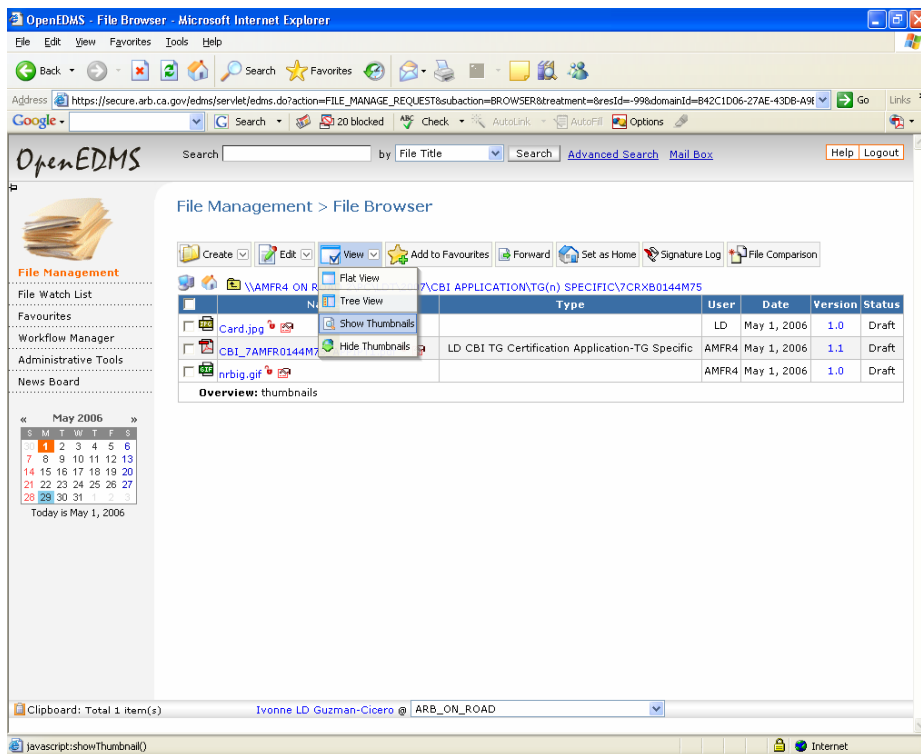 OpenEDMS - File Browser - Microsoft Internet Explorer
File Edit View Favorites Tools Help
Back Search Favorites
Address https://secure.arb.ca.gov/edms/servlet/edms.do?action=FILE_MANAGE_REQUEST&subaction=BROWSER&treatment=&resId=-99&domainId=B42C1D06-27AE-43DB-A9 Go Links
Google Search 20 blocked ABC Check AutoLink AutoFill Options
OpenEDMS Search by File Title Search Advanced Search Mail Box Help Logout
File Management > File Browser
Create Edit View Add to Favourites Forward Set as Home Signature Log File Comparison
Flat View
Tree View
Show Thumbnails
Hide Thumbnails
\\AMFR4 ON R 7\CBI APPLICATION\TG(n) SPECIFIC\7CRXB0144M75
Na Type User Date Version Status
Card.jpg LD May 1, 2006 1.0 Draft
CBI_7AMFR0144M7 LD CBI TG Certification Application-TG Specific AMFR4 May 1, 2006 1.1 Draft
nrbig.gif AMFR4 May 1, 2006 1.0 Draft
Overview: thumbnails
File Management
File Watch List
Favourites
Workflow Manager
Administrative Tools
News Board
« May 2006 »
S M T W T F S
30 1 2 3 4 5 6
7 8 9 10 11 12 13
14 15 16 17 18 19 20
21 22 23 24 25 26 27
28 29 30 31 1 2 3
Today is May 1, 2006
Clipboard: Total 1 item(s) Ivonne LD Guzman-Cicero @ ARB_ON_ROAD
javascript:showThumbnail() Internet